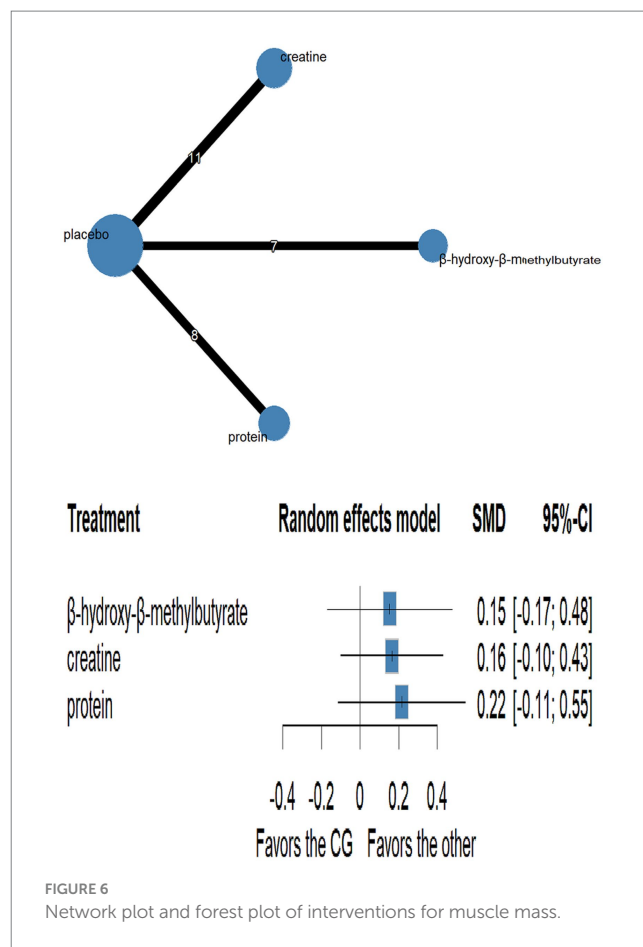 creatine
11
placebo
7
β-hydroxy-β-methylbutyrate
8
protein
Treatment Random effects model SMD 95%-CI
β-hydroxy-β-methylbutyrate 0.15 [-0.17; 0.48]
creatine 0.16 [-0.10; 0.43]
protein 0.22 [-0.11; 0.55]
-0.4 -0.2 0 0.2 0.4
Favors the CG Favors the other
FIGURE 6
Network plot and forest plot of interventions for muscle mass.